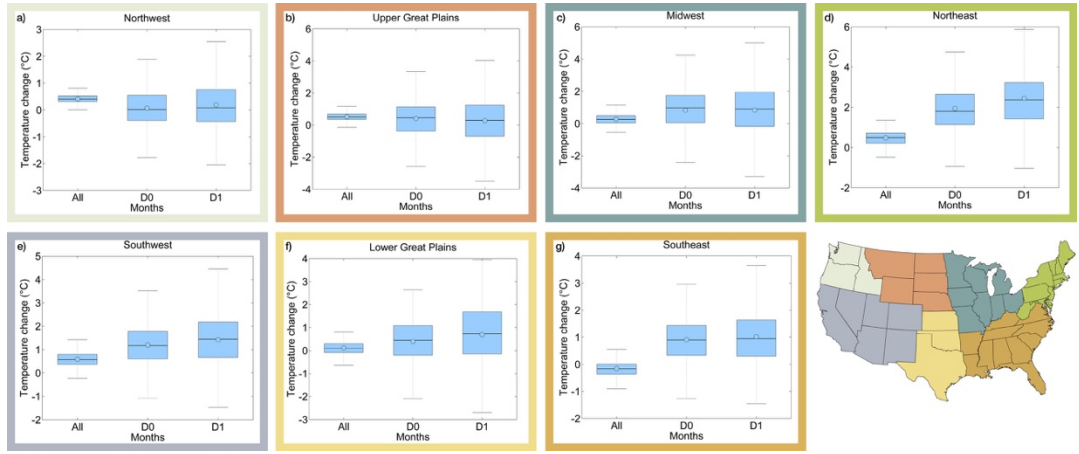 a)
Northwest
Temperature change (°C)
3
2
1
0
-1
-2
-3
All D0 D1
Months
b)
Upper Great Plains
Temperature change (°C)
6
4
2
0
-2
-4
All D0 D1
Months
c)
Midwest
Temperature change (°C)
6
4
2
0
-2
-4
All D0 D1
Months
d)
Northeast
Temperature change (°C)
6
4
2
0
-2
All D0 D1
Months
e)
Southwest
Temperature change (°C)
5
4
3
2
1
0
-1
-2
All D0 D1
Months
f)
Lower Great Plains
Temperature change (°C)
4
3
2
1
0
-1
-2
-3
All D0 D1
Months
g)
Southeast
Temperature change (°C)
4
3
2
1
0
-1
-2
All D0 D1
Months